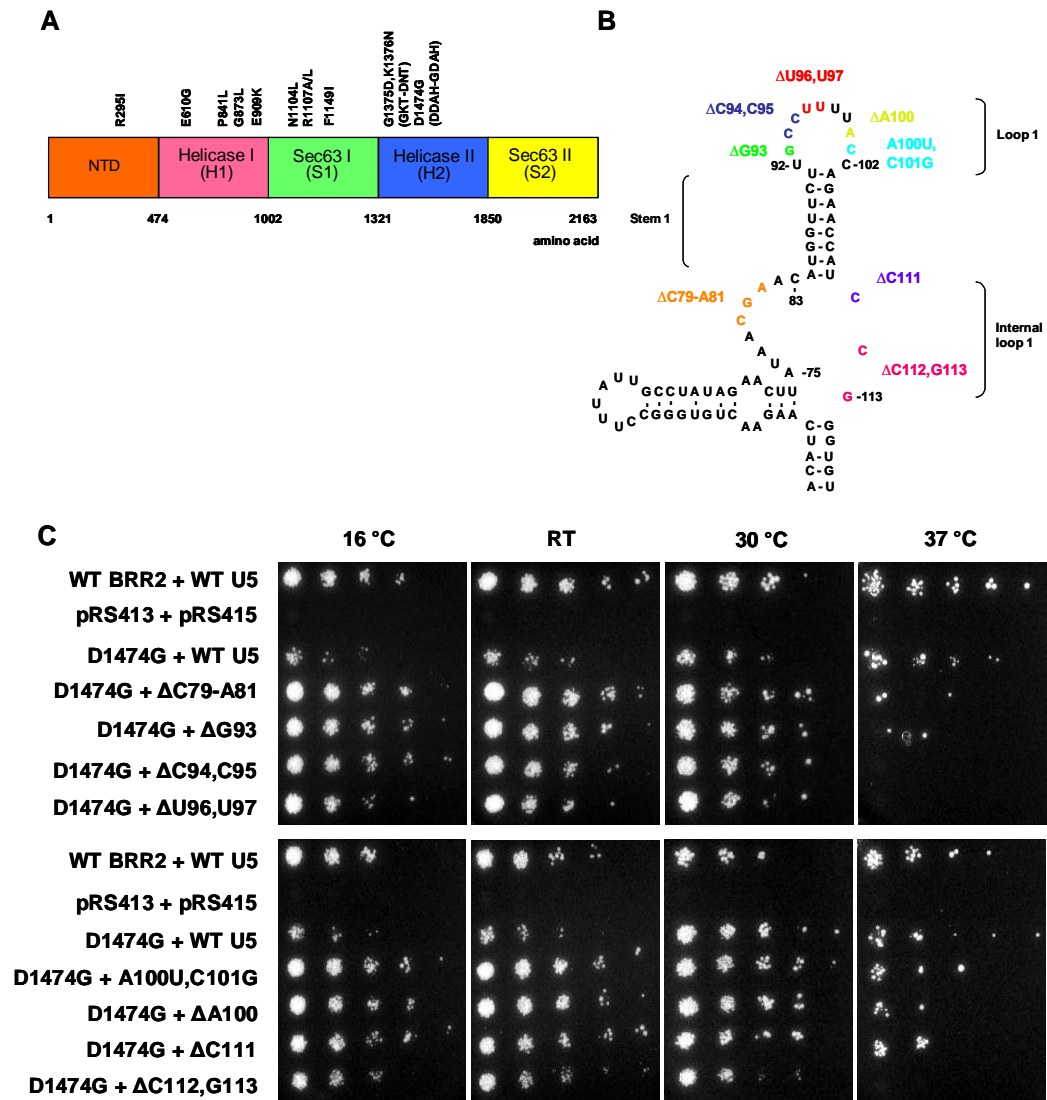 A
R295I
E610G
P841L
G873L
E909K
N1104L
R1107A/L
F1149I
G1375D,K1376N
(GKT-DNT)
D1474G
(DDAH-GDAH)
NTD
Helicase I
(H1)
Sec63 I
(S1)
Helicase II
(H2)
Sec63 II
(S2)
1 474 1002 1321 1850 2163
amino acid
B
ΔU96,U97
ΔC94,C95
ΔG93
ΔA100
A100U,
C101G
Loop 1
G C C U U U U A C
92-U C-102
U A
C-G
U-A
U-A
G-C
G-C
U-A
A-U
Stem 1
ΔC79-A81
C G A A C
83
ΔC111
C
C
ΔC112,G113
G -113
Internal
loop 1
A A U A -75
A U U G C C U A U A G A A C U U
U U U C C G G G U G U C A A G A A
C-G
U G
A-U
C-G
A-U
C
16 °C RT 30 °C 37 °C
WT BRR2 + WT U5
pRS413 + pRS415
D1474G + WT U5
D1474G + ΔC79-A81
D1474G + ΔG93
D1474G + ΔC94,C95
D1474G + ΔU96,U97
WT BRR2 + WT U5
pRS413 + pRS415
D1474G + WT U5
D1474G + A100U,C101G
D1474G + ΔA100
D1474G + ΔC111
D1474G + ΔC112,G113